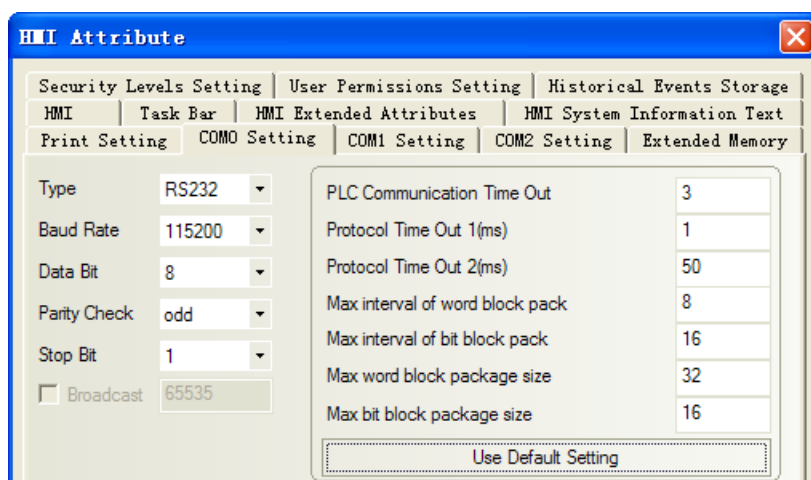 HMI Attribute
Security Levels Setting User Permissions Setting Historical Events Storage
HMI Task Bar HMI Extended Attributes HMI System Information Text
Print Setting COM0 Setting COM1 Setting COM2 Setting Extended Memory
Type RS232
Baud Rate 115200
Data Bit 8
Parity Check odd
Stop Bit 1
Broadcast 65535
PLC Communication Time Out 3
Protocol Time Out 1(ms) 1
Protocol Time Out 2(ms) 50
Max interval of word block pack 8
Max interval of bit block pack 16
Max word block package size 32
Max bit block package size 16
Use Default Setting